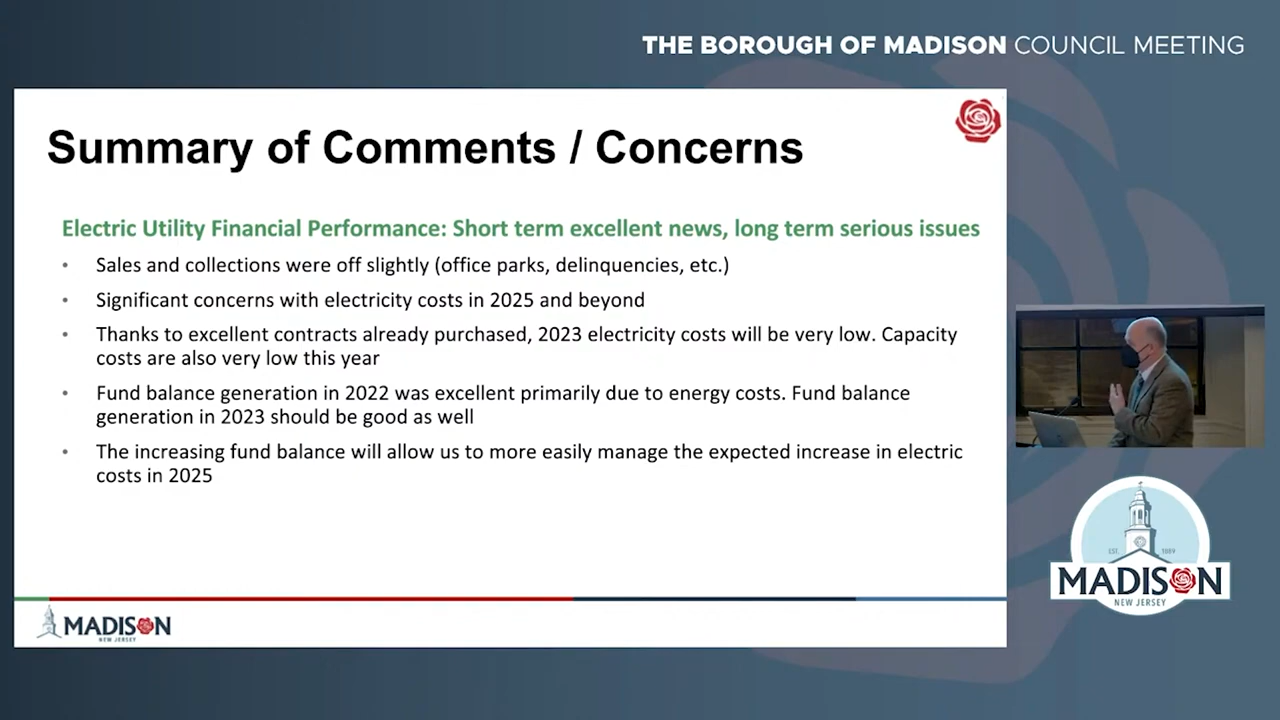 THE BOROUGH OF MADISON COUNCIL MEETING
Summary of Comments / Concerns
Electric Utility Financial Performance: Short term excellent news, long term serious issues
• Sales and collections were off slightly (office parks, delinquencies, etc.)
• Significant concerns with electricity costs in 2025 and beyond
• Thanks to excellent contracts already purchased, 2023 electricity costs will be very low. Capacity
costs are also very low this year
• Fund balance generation in 2022 was excellent primarily due to energy costs. Fund balance
generation in 2023 should be good as well
• The increasing fund balance will allow us to more easily manage the expected increase in electric
costs in 2025
EST. 1889
MADISON
NEW JERSEY
MADISON
NEW JERSEY